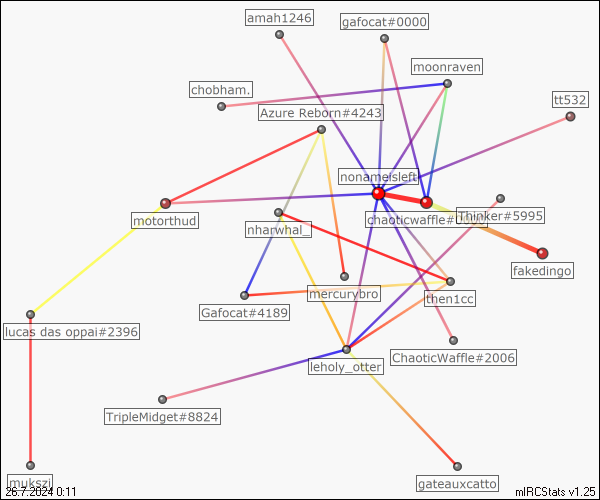 amah1246
gafocat#0000
moonraven
chobham.
tt532
Azure Reborn#4243
nonameisleft
chaoticwaffle#0000
Thinker#5995
motorthud
nharwhal_
fakedingo
mercurybro
then1cc
Gafocat#4189
lucas das oppai#2396
ChaoticWaffle#2006
leholy_otter
TripleMidget#8824
gateauxcatto
mukszi
26.7.2024 0:11
mIRCStats v1.25